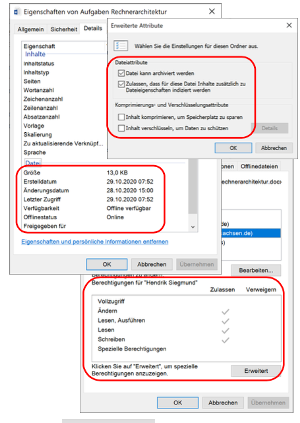 Eigenschaften von Aufgaben Rechnerarchitektur
Allgemein Sicherheit Details
Eigenschaft
Inhalte
Inhaltstatus
Inhaltstyp
Seiten
Wortanzahl
Zeichenanzahl
Zeilenanzahl
Absatzanzahl
Vorlage
Skalierung
Zu aktualisierende Verknüpf...
Sprache
Datei
Größe 13,0 KB
Erstelldatum 29.10.2020 07:52
Änderungsdatum 28.10.2020 15:00
Letzter Zugriff 29.10.2020 07:52
Verfügbarkeit Offline verfügbar
Offlinestatus Online
Freigegeben für
Eigenschaften und persönliche Informationen entfernen
OK Abbrechen Übernehmen
Erweiterte Attribute
Wählen Sie die Einstellungen für diesen Ordner aus.
Dateiattribute
Datei kann archiviert werden
Zulassen, dass für diese Datei Inhalte zusätzlich zu
Dateieigenschaften indiziert werden
Komprimierungs- und Verschlüsselungsattribute
Inhalt komprimieren, um Speicherplatz zu sparen
Inhalt verschlüsseln, um Daten zu schützen
Details
OK Abbrechen
onen Offlinedateien
echnerarchitektur.docx
de)
achsen.de)
Bearbeiten...
Berechtigungen zu ändern.
Berechtigungen für "Hendrik Siegmund"
Zulassen Verweigern
Vollzugriff
Ändern
Lesen, Ausführen
Lesen
Schreiben
Spezielle Berechtigungen
Klicken Sie auf "Erweitert", um spezielle
Berechtigungen anzuzeigen.
Erweitert
OK Abbrechen Übernehmen